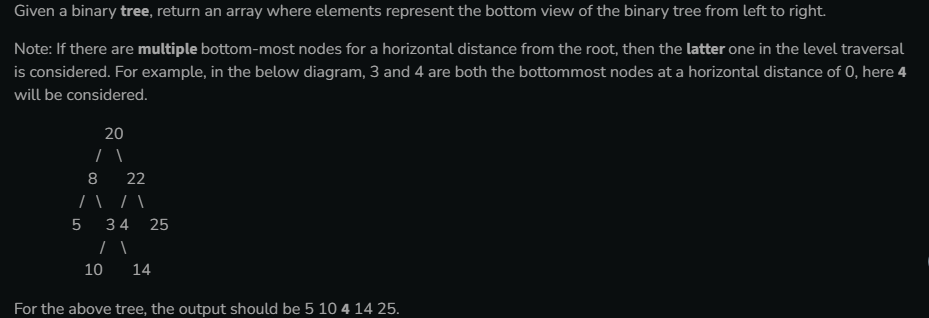 Given a binary tree, return an array where elements represent the bottom view of the binary tree from left to right.
Note: If there are multiple bottom-most nodes for a horizontal distance from the root, then the latter one in the level traversal
is considered. For example, in the below diagram, 3 and 4 are both the bottommost nodes at a horizontal distance of 0, here 4
will be considered.
20
/ \
8 22
/ \ / \
5 3 4 25
/ \
10 14
For the above tree, the output should be 5 10 4 14 25.